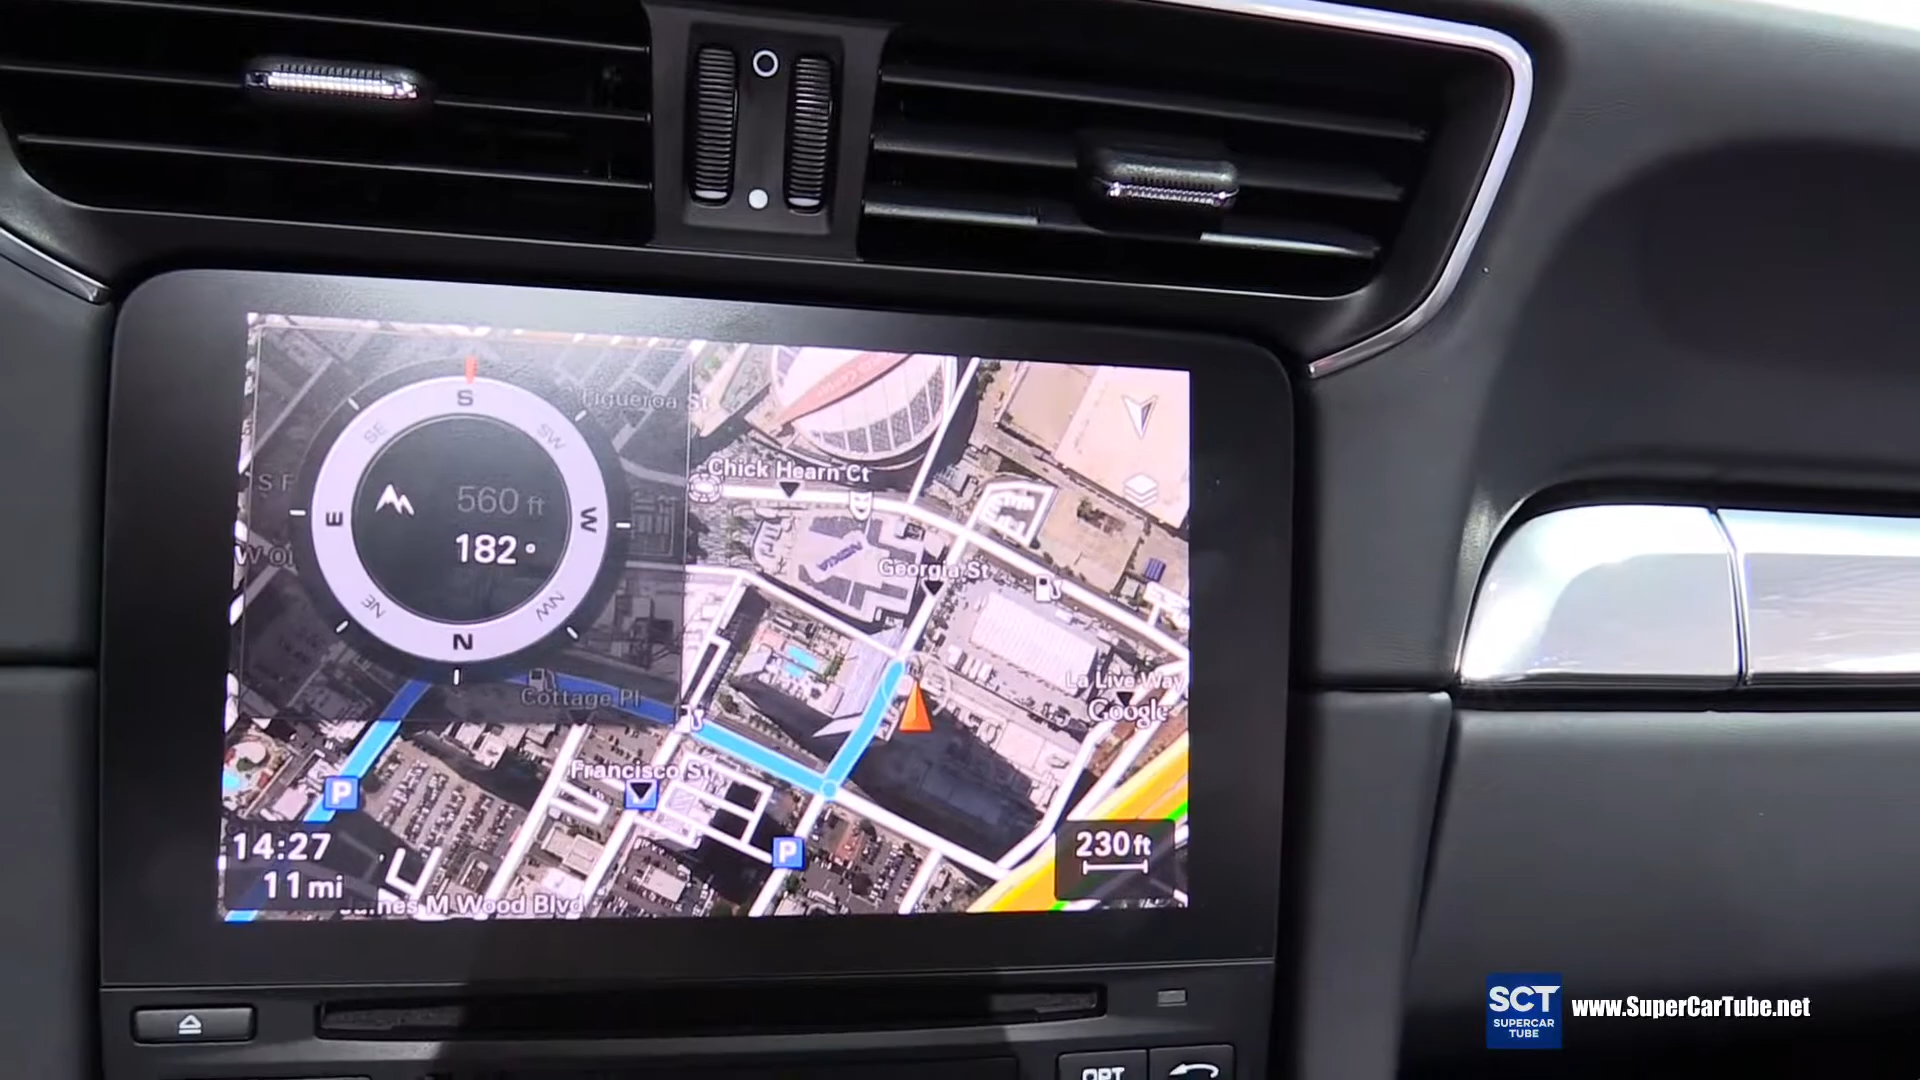 S
SE
SW
E
W
NE
NW
N
560 ft
182°
Figueroa St
Chick Hearn Ct
Georgia St
La Live Way
Google
Cottage Pl
Francisco St
P
P
14:27
11 mi
James M Wood Blvd
230 ft
OPT
SCT
SUPERCAR
TUBE
www.SuperCarTube.net